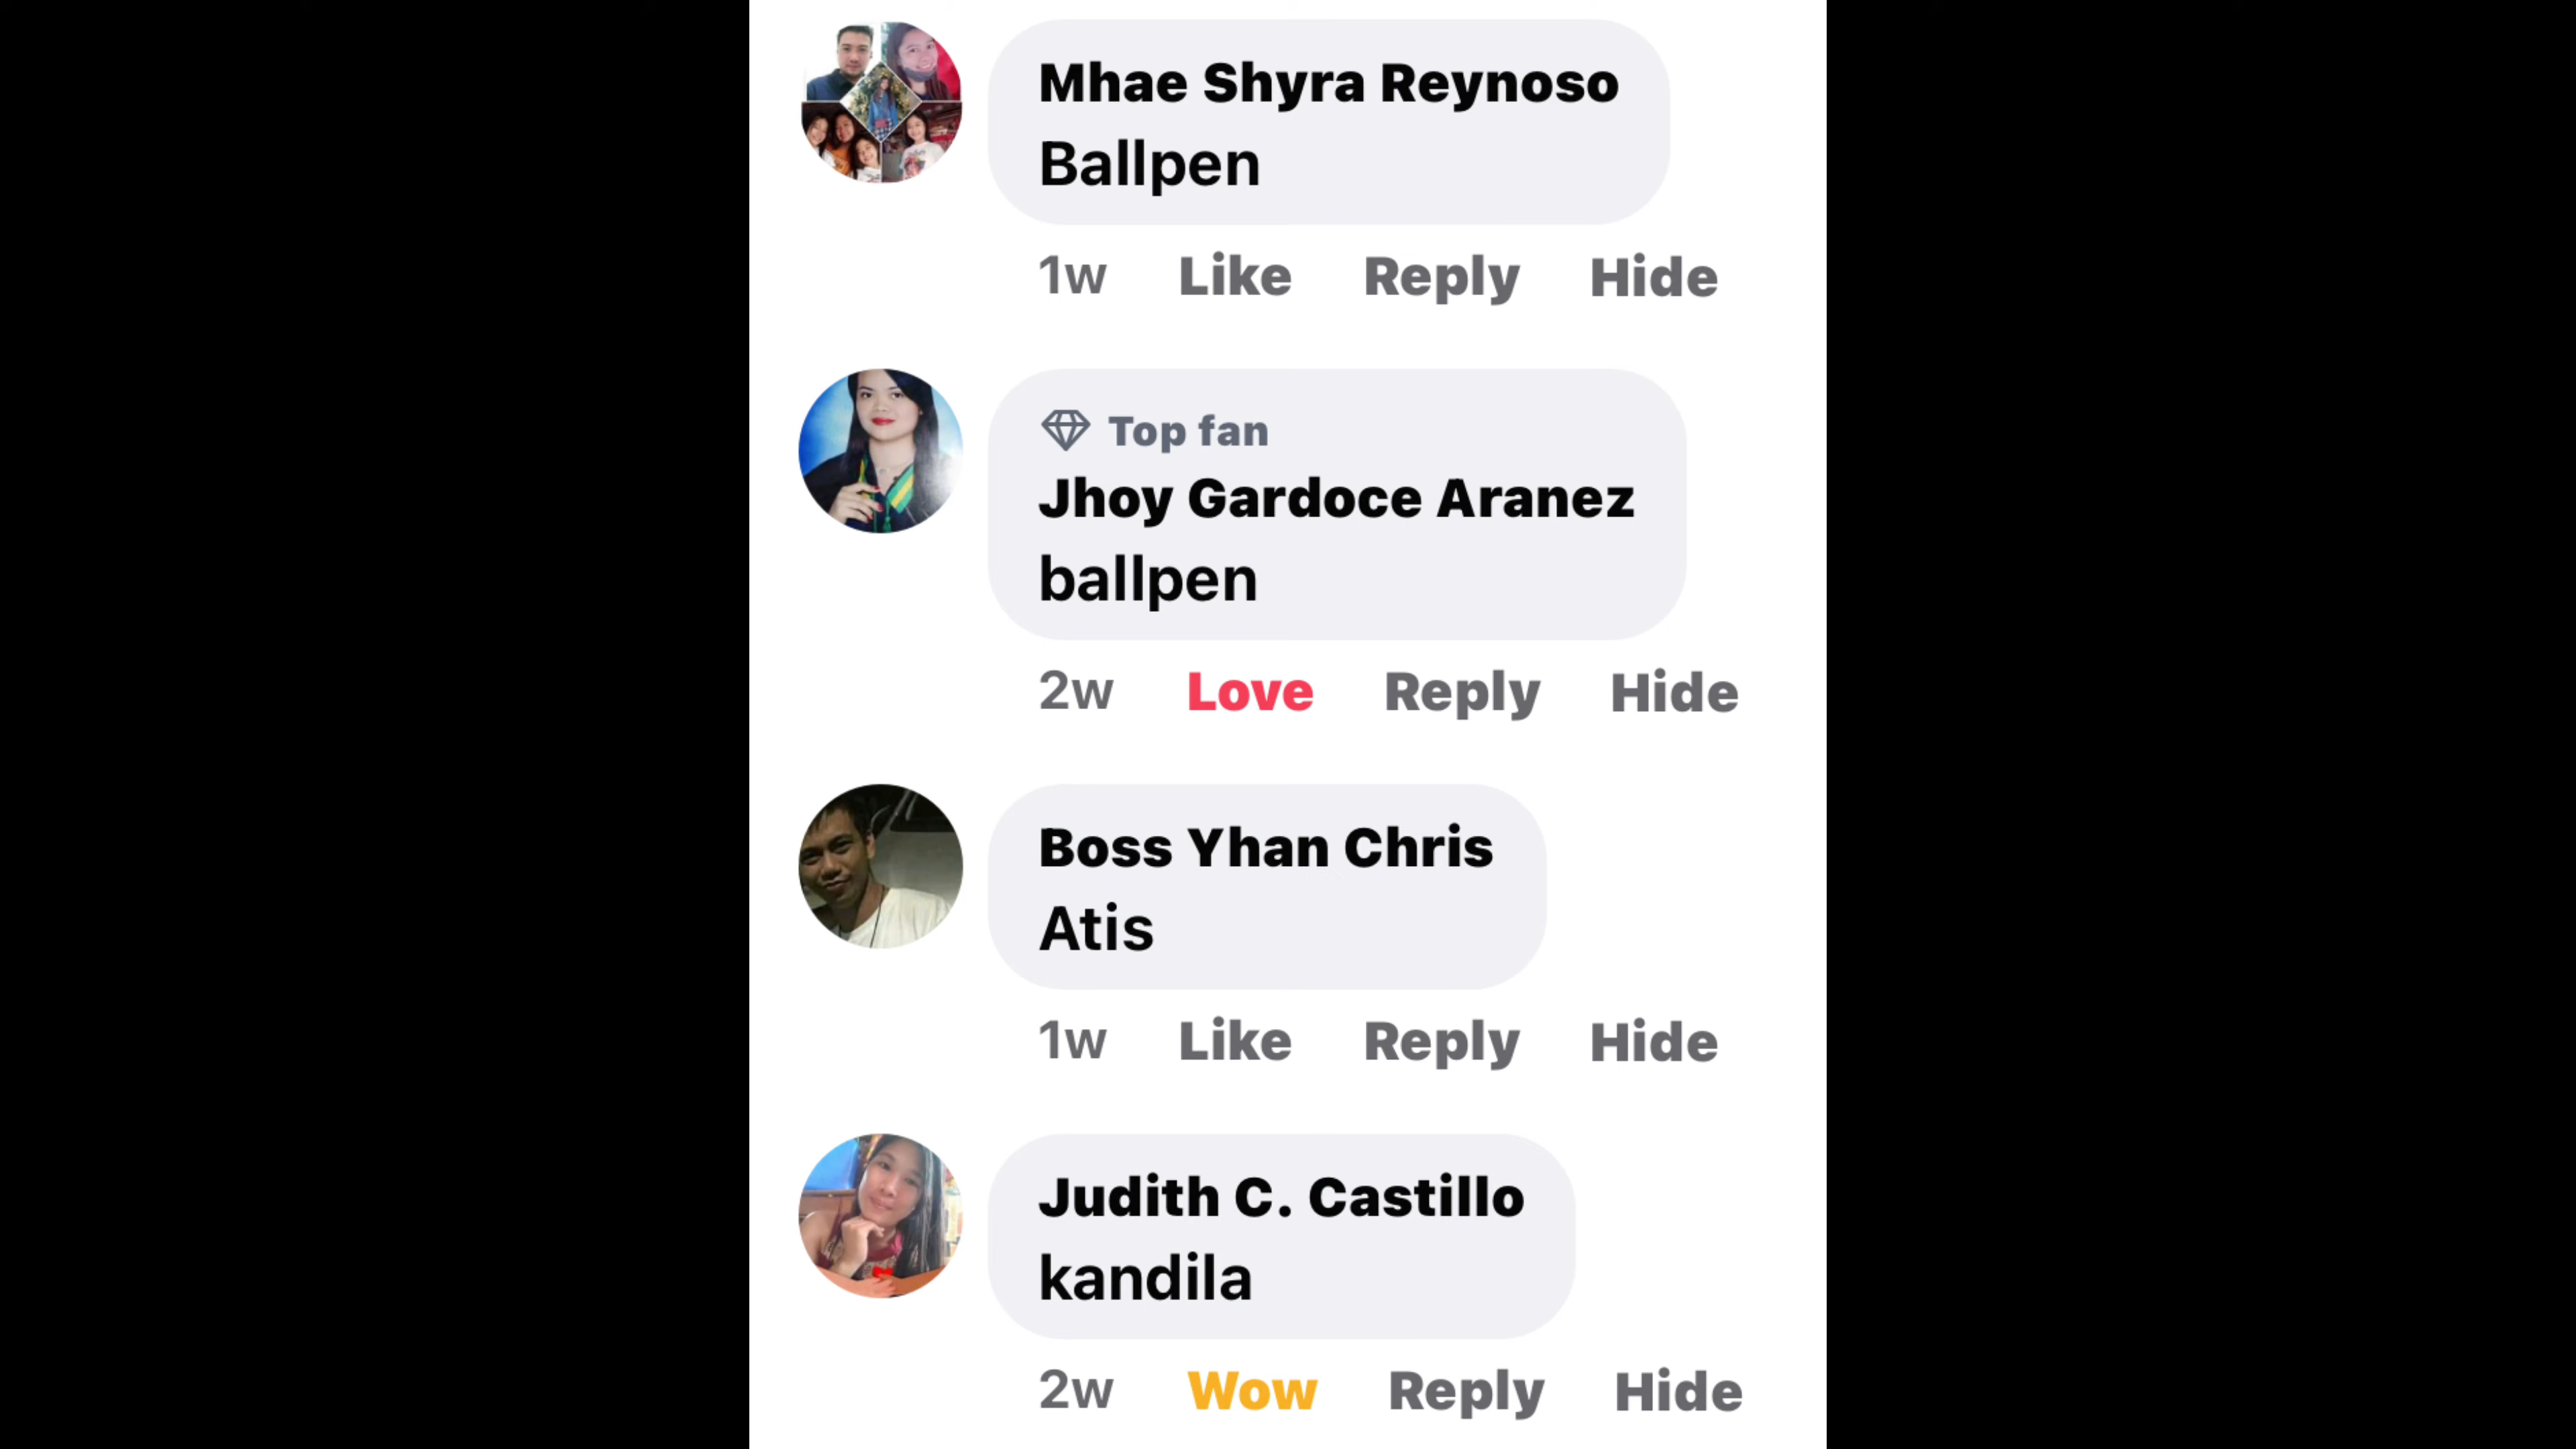 Mhae Shyra Reynoso
Ballpen
1w Like Reply Hide
Top fan
Jhoy Gardoce Aranez
ballpen
2w Love Reply Hide
Boss Yhan Chris
Atis
1w Like Reply Hide
Judith C. Castillo
kandila
2w Wow Reply Hide